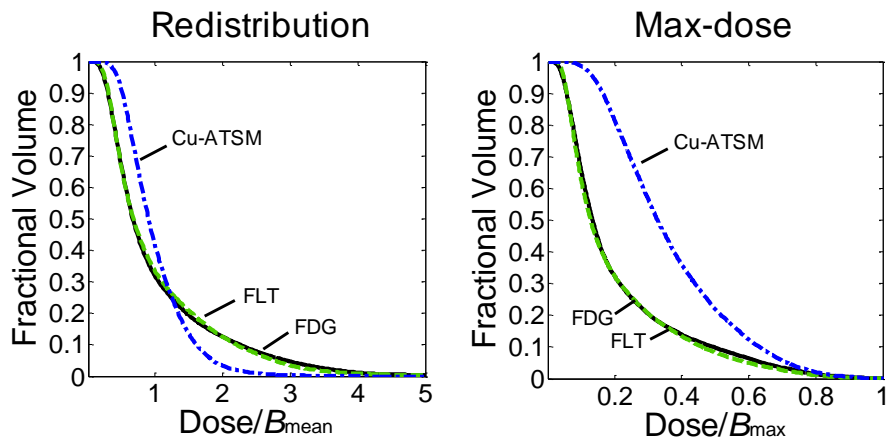 Redistribution
Fractional Volume
1
0.9
0.8
0.7
0.6
0.5
0.4
0.3
0.2
0.1
0
Cu-ATSM
FLT
FDG
1 2 3 4 5
Dose/Bmean
Max-dose
Fractional Volume
1
0.9
0.8
0.7
0.6
0.5
0.4
0.3
0.2
0.1
0
Cu-ATSM
FDG
FLT
0.2 0.4 0.6 0.8 1
Dose/Bmax